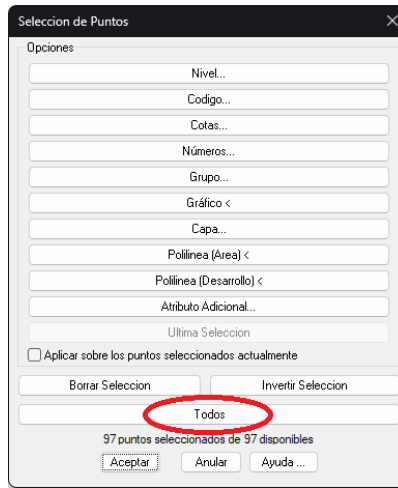 Seleccion de Puntos
Opciones
Nivel...
Codigo...
Cotas...
Números...
Grupo...
Gráfico <
Capa...
Polilinea (Area) <
Polilinea (Desarrollo) <
Atributo Adicional...
Ultima Seleccion
Aplicar sobre los puntos seleccionados actualmente
Borrar Seleccion Invertir Seleccion
Todos
97 puntos seleccionados de 97 disponibles
Aceptar Anular Ayuda ...